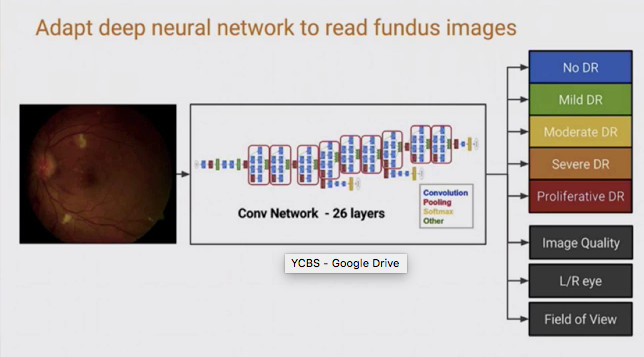 Adapt deep neural network to read fundus images
No DR
Mild DR
Moderate DR
Severe DR
Proliferative DR
Conv Network - 26 layers
Convolution
Pooling
Softmax
Other
Image Quality
L/R eye
Field of View
YCBS - Google Drive